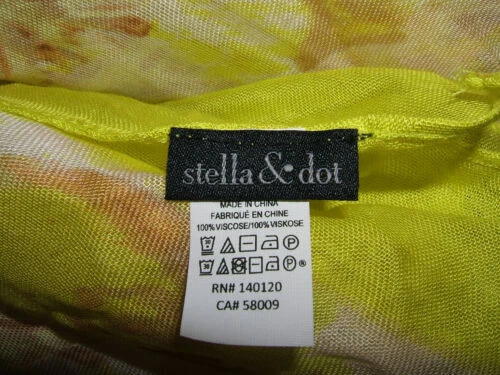 stella & dot
MADE IN CHINA
FABRIQUÉ EN CHINE
100%VISCOSE/100%VISKOSE
RN# 140120
CA# 58009